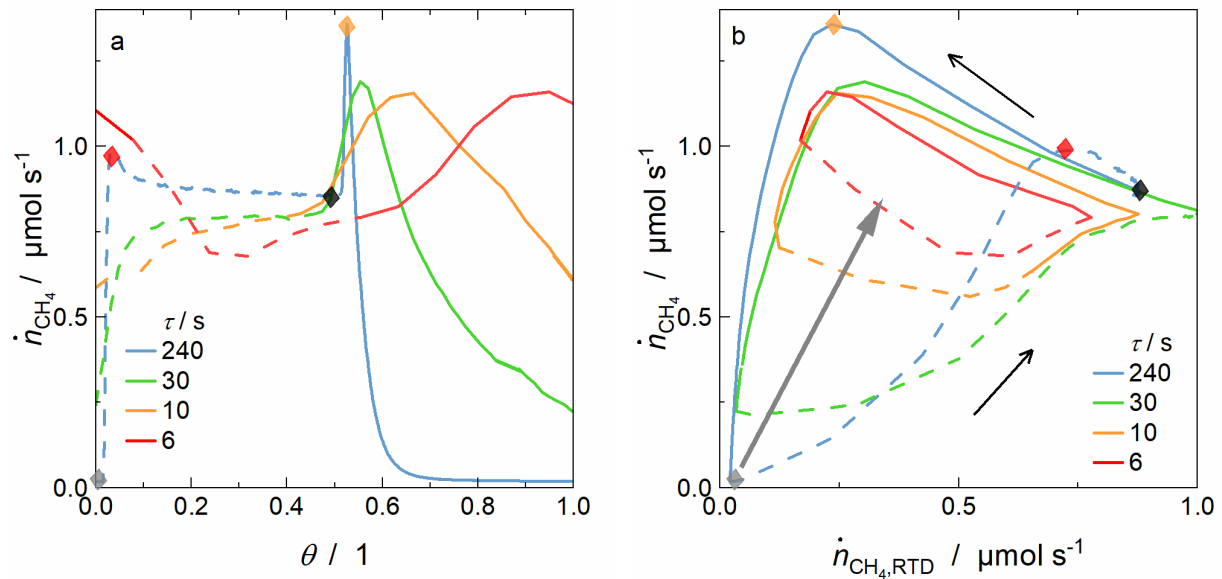 a
ṅCH₄ / µmol s⁻¹
1.0
0.5
0.0
τ / s
240
30
10
6
0.0 0.2 0.4 0.6 0.8 1.0
θ / 1
b
ṅCH₄ / µmol s⁻¹
1.0
0.5
0.0
τ / s
240
30
10
6
0.0 0.5 1.0
ṅCH₄,RTD / µmol s⁻¹